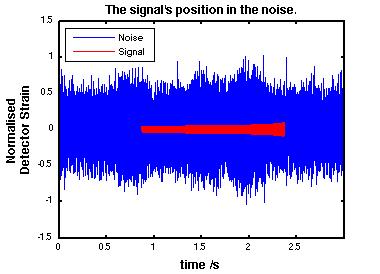 The signal's position in the noise.
1.5
Noise
Signal
1
0.5
0
-0.5
-1
-1.5
Normalised
Detector Strain
0 0.5 1 1.5 2 2.5
time /s